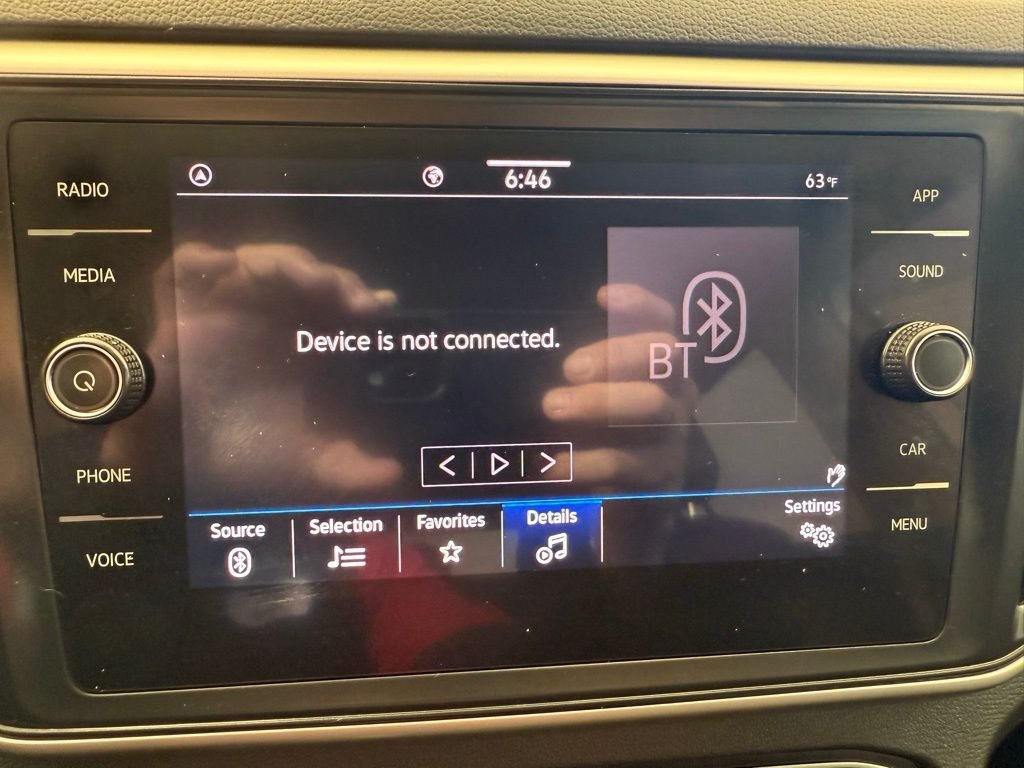 RADIO
MEDIA
PHONE
VOICE
6:46
63°F
Device is not connected.
BT
Source
Selection
Favorites
Details
Settings
APP
SOUND
CAR
MENU